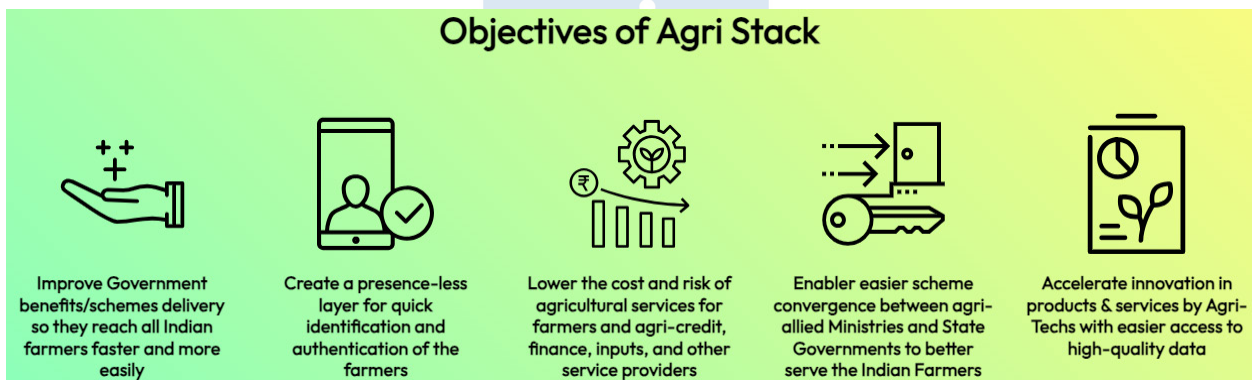 Objectives of Agri Stack
₹
Improve Government
benefits/schemes delivery
so they reach all Indian
farmers faster and more
easily
Create a presence-less
layer for quick
identification and
authentication of the
farmers
Lower the cost and risk of
agricultural services for
farmers and agri-credit,
finance, inputs, and other
service providers
Enabler easier scheme
convergence between agri-
allied Ministries and State
Governments to better
serve the Indian Farmers
Accelerate innovation in
products & services by Agri-
Techs with easier access to
high-quality data